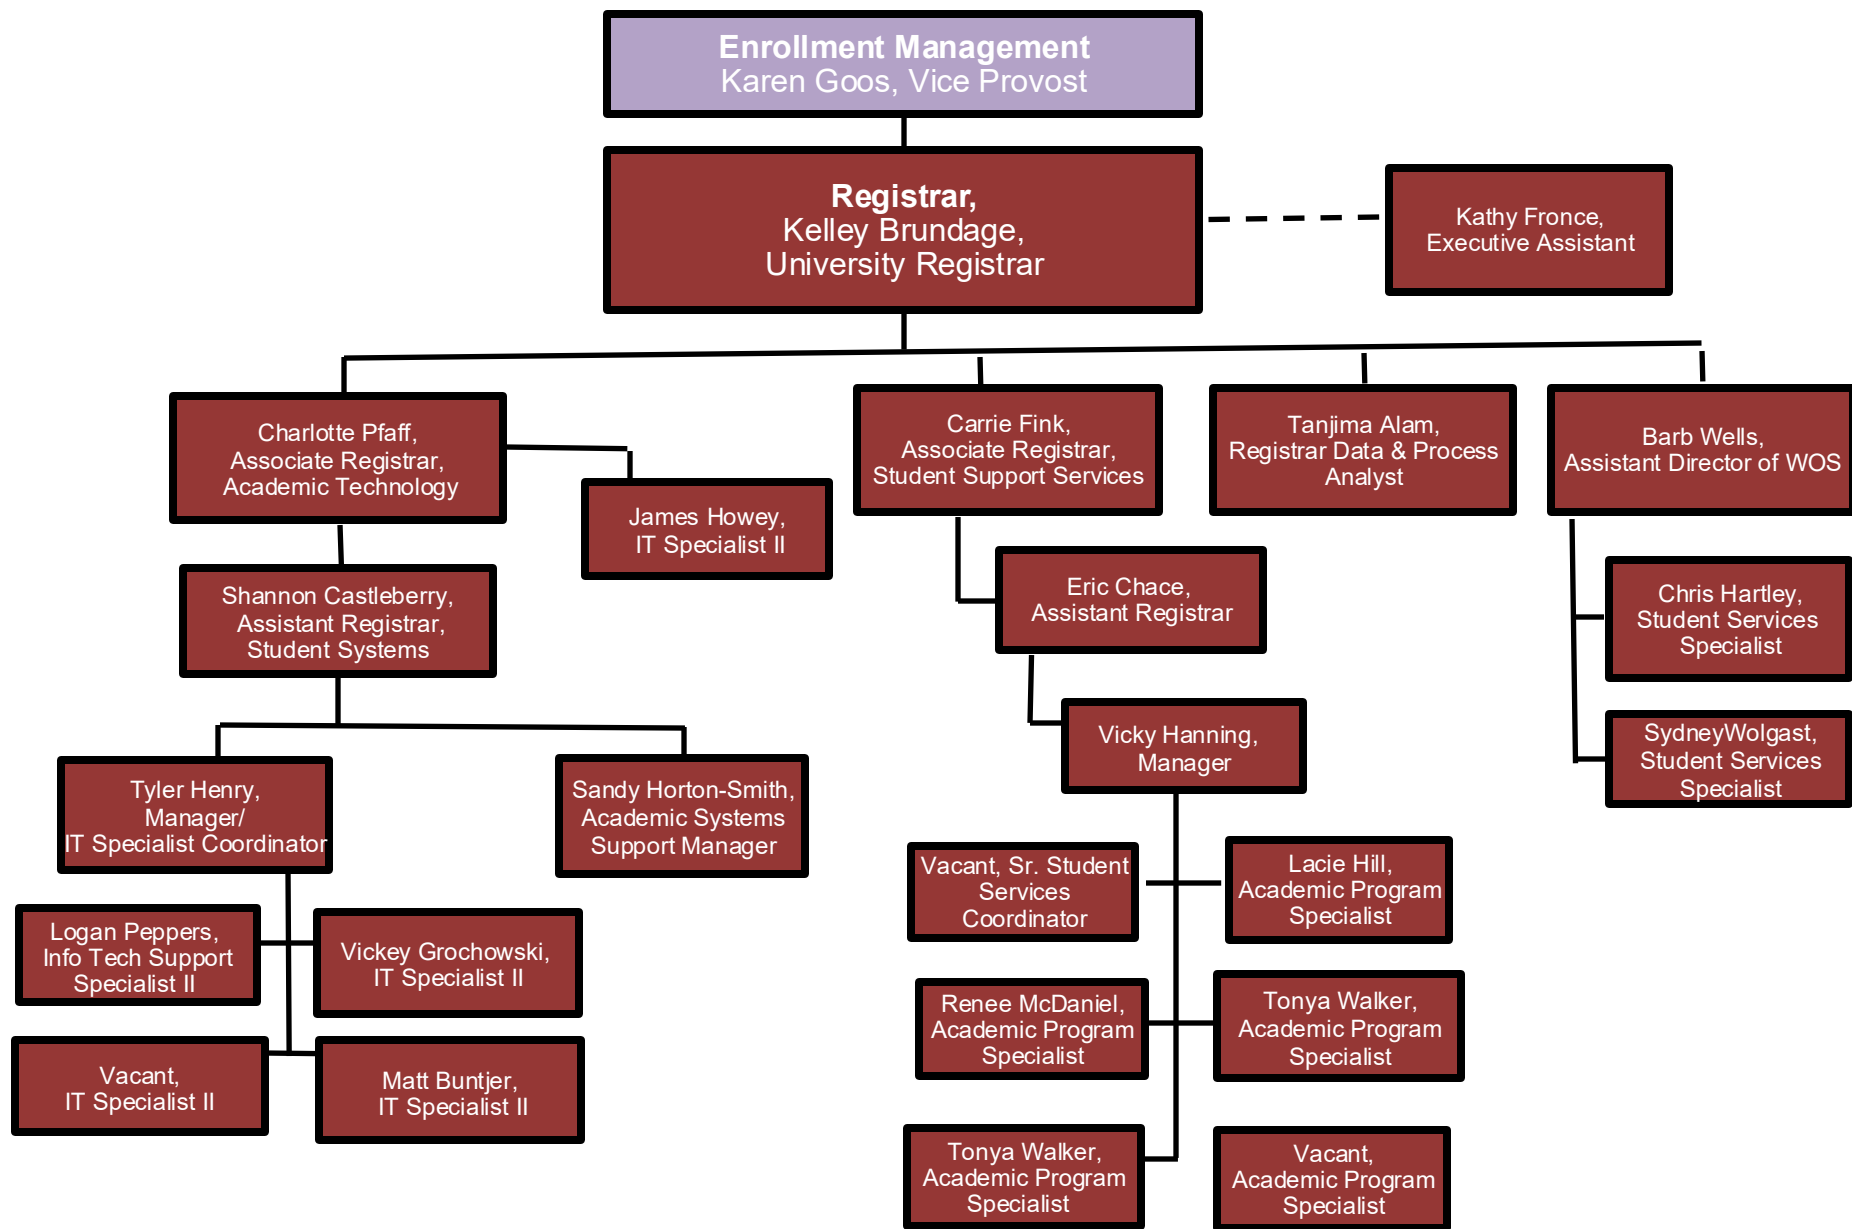 Enrollment Management
Karen Goos, Vice Provost
Registrar,
Kelley Brundage,
University Registrar
Kathy Fronce,
Executive Assistant
Charlotte Pfaff,
Associate Registrar,
Academic Technology
James Howey,
IT Specialist II
Shannon Castleberry,
Assistant Registrar,
Student Systems
Tyler Henry,
Manager/
IT Specialist Coordinator
Sandy Horton-Smith,
Academic Systems
Support Manager
Logan Peppers,
Info Tech Support
Specialist II
Vickey Grochowski,
IT Specialist II
Vacant,
IT Specialist II
Matt Buntjer,
IT Specialist II
Carrie Fink,
Associate Registrar,
Student Support Services
Eric Chace,
Assistant Registrar
Vicky Hanning,
Manager
Vacant, Sr. Student
Services
Coordinator
Lacie Hill,
Academic Program
Specialist
Renee McDaniel,
Academic Program
Specialist
Tonya Walker,
Academic Program
Specialist
Tonya Walker,
Academic Program
Specialist
Vacant,
Academic Program
Specialist
Tanjima Alam,
Registrar Data & Process
Analyst
Barb Wells,
Assistant Director of WOS
Chris Hartley,
Student Services
Specialist
SydneyWolgast,
Student Services
Specialist